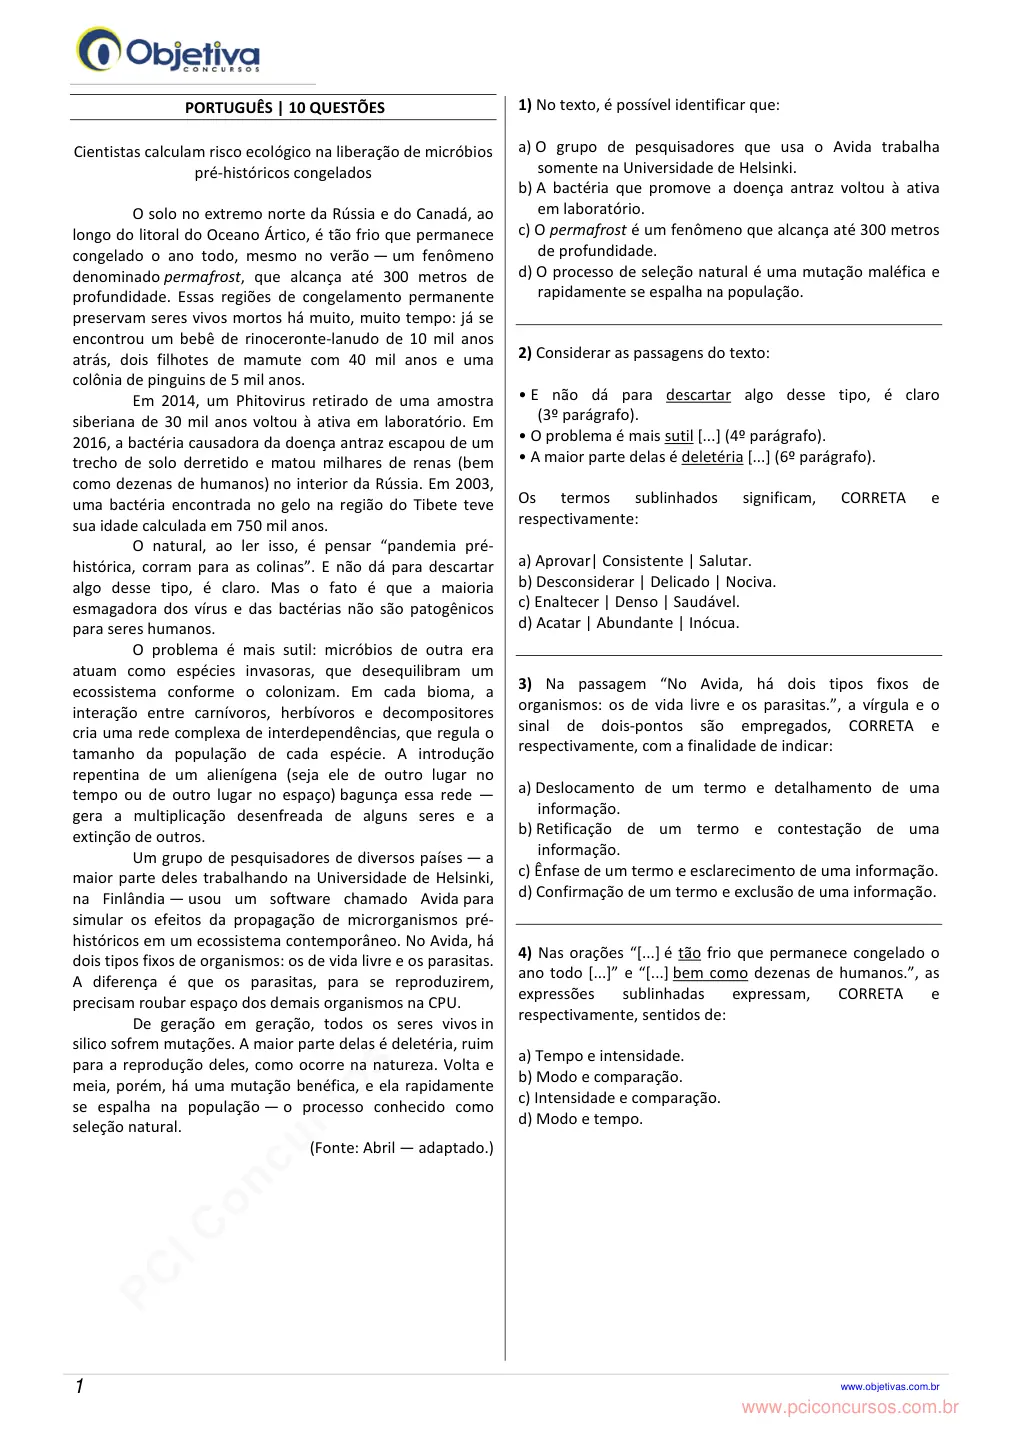 Objetiva
CONCURSOS
PORTUGUÊS | 10 QUESTÕES
Cientistas calculam risco ecológico na liberação de micróbios
pré-históricos congelados
O solo no extremo norte da Rússia e do Canadá, ao
longo do litoral do Oceano Ártico, é tão frio que permanece
congelado o ano todo, mesmo no verão — um fenômeno
denominado permafrost, que alcança até 300 metros de
profundidade. Essas regiões de congelamento permanente
preservam seres vivos mortos há muito, muito tempo: já se
encontrou um bebê de rinoceronte-lanudo de 10 mil anos
atrás, dois filhotes de mamute com 40 mil anos e uma
colônia de pinguins de 5 mil anos.
Em 2014, um Phitovirus retirado de uma amostra
siberiana de 30 mil anos voltou à ativa em laboratório. Em
2016, a bactéria causadora da doença antraz escapou de um
trecho de solo derretido e matou milhares de renas (bem
como dezenas de humanos) no interior da Rússia. Em 2003,
uma bactéria encontrada no gelo na região do Tibete teve
sua idade calculada em 750 mil anos.
O natural, ao ler isso, é pensar “pandemia pré-
histórica, corram para as colinas”. E não dá para descartar
algo desse tipo, é claro. Mas o fato é que a maioria
esmagadora dos vírus e das bactérias não são patogênicos
para seres humanos.
O problema é mais sutil: micróbios de outra era
atuam como espécies invasoras, que desequilibram um
ecossistema conforme o colonizam. Em cada bioma, a
interação entre carnívoros, herbívoros e decompositores
cria uma rede complexa de interdependências, que regula o
tamanho da população de cada espécie. A introdução
repentina de um alienígena (seja ele de outro lugar no
tempo ou de outro lugar no espaço) bagunça essa rede —
gera a multiplicação desenfreada de alguns seres e a
extinção de outros.
Um grupo de pesquisadores de diversos países — a
maior parte deles trabalhando na Universidade de Helsinki,
na Finlândia — usou um software chamado Avida para
simular os efeitos da propagação de microrganismos pré-
históricos em um ecossistema contemporâneo. No Avida, há
dois tipos fixos de organismos: os de vida livre e os parasitas.
A diferença é que os parasitas, para se reproduzirem,
precisam roubar espaço dos demais organismos na CPU.
De geração em geração, todos os seres vivos in
silico sofrem mutações. A maior parte delas é deletéria, ruim
para a reprodução deles, como ocorre na natureza. Volta e
meia, porém, há uma mutação benéfica, e ela rapidamente
se espalha na população — o processo conhecido como
seleção natural.
(Fonte: Abril — adaptado.)
1) No texto, é possível identificar que:
a) O grupo de pesquisadores que usa o Avida trabalha
somente na Universidade de Helsinki.
b) A bactéria que promove a doença antraz voltou à ativa
em laboratório.
c) O permafrost é um fenômeno que alcança até 300 metros
de profundidade.
d) O processo de seleção natural é uma mutação maléfica e
rapidamente se espalha na população.
2) Considerar as passagens do texto:
• E não dá para descartar algo desse tipo, é claro
(3º parágrafo).
• O problema é mais sutil [...] (4º parágrafo).
• A maior parte delas é deletéria [...] (6º parágrafo).
Os termos sublinhados significam, CORRETA e
respectivamente:
a) Aprovar| Consistente | Salutar.
b) Desconsiderar | Delicado | Nociva.
c) Enaltecer | Denso | Saudável.
d) Acatar | Abundante | Inócua.
3) Na passagem “No Avida, há dois tipos fixos de
organismos: os de vida livre e os parasitas.”, a vírgula e o
sinal de dois-pontos são empregados, CORRETA e
respectivamente, com a finalidade de indicar:
a) Deslocamento de um termo e detalhamento de uma
informação.
b) Retificação de um termo e contestação de uma
informação.
c) Ênfase de um termo e esclarecimento de uma informação.
d) Confirmação de um termo e exclusão de uma informação.
4) Nas orações “[...] é tão frio que permanece congelado o
ano todo [...]” e “[...] bem como dezenas de humanos.”, as
expressões sublinhadas expressam, CORRETA e
respectivamente, sentidos de:
a) Tempo e intensidade.
b) Modo e comparação.
c) Intensidade e comparação.
d) Modo e tempo.
1
www.objetivas.com.br
www.pciconcursos.com.br